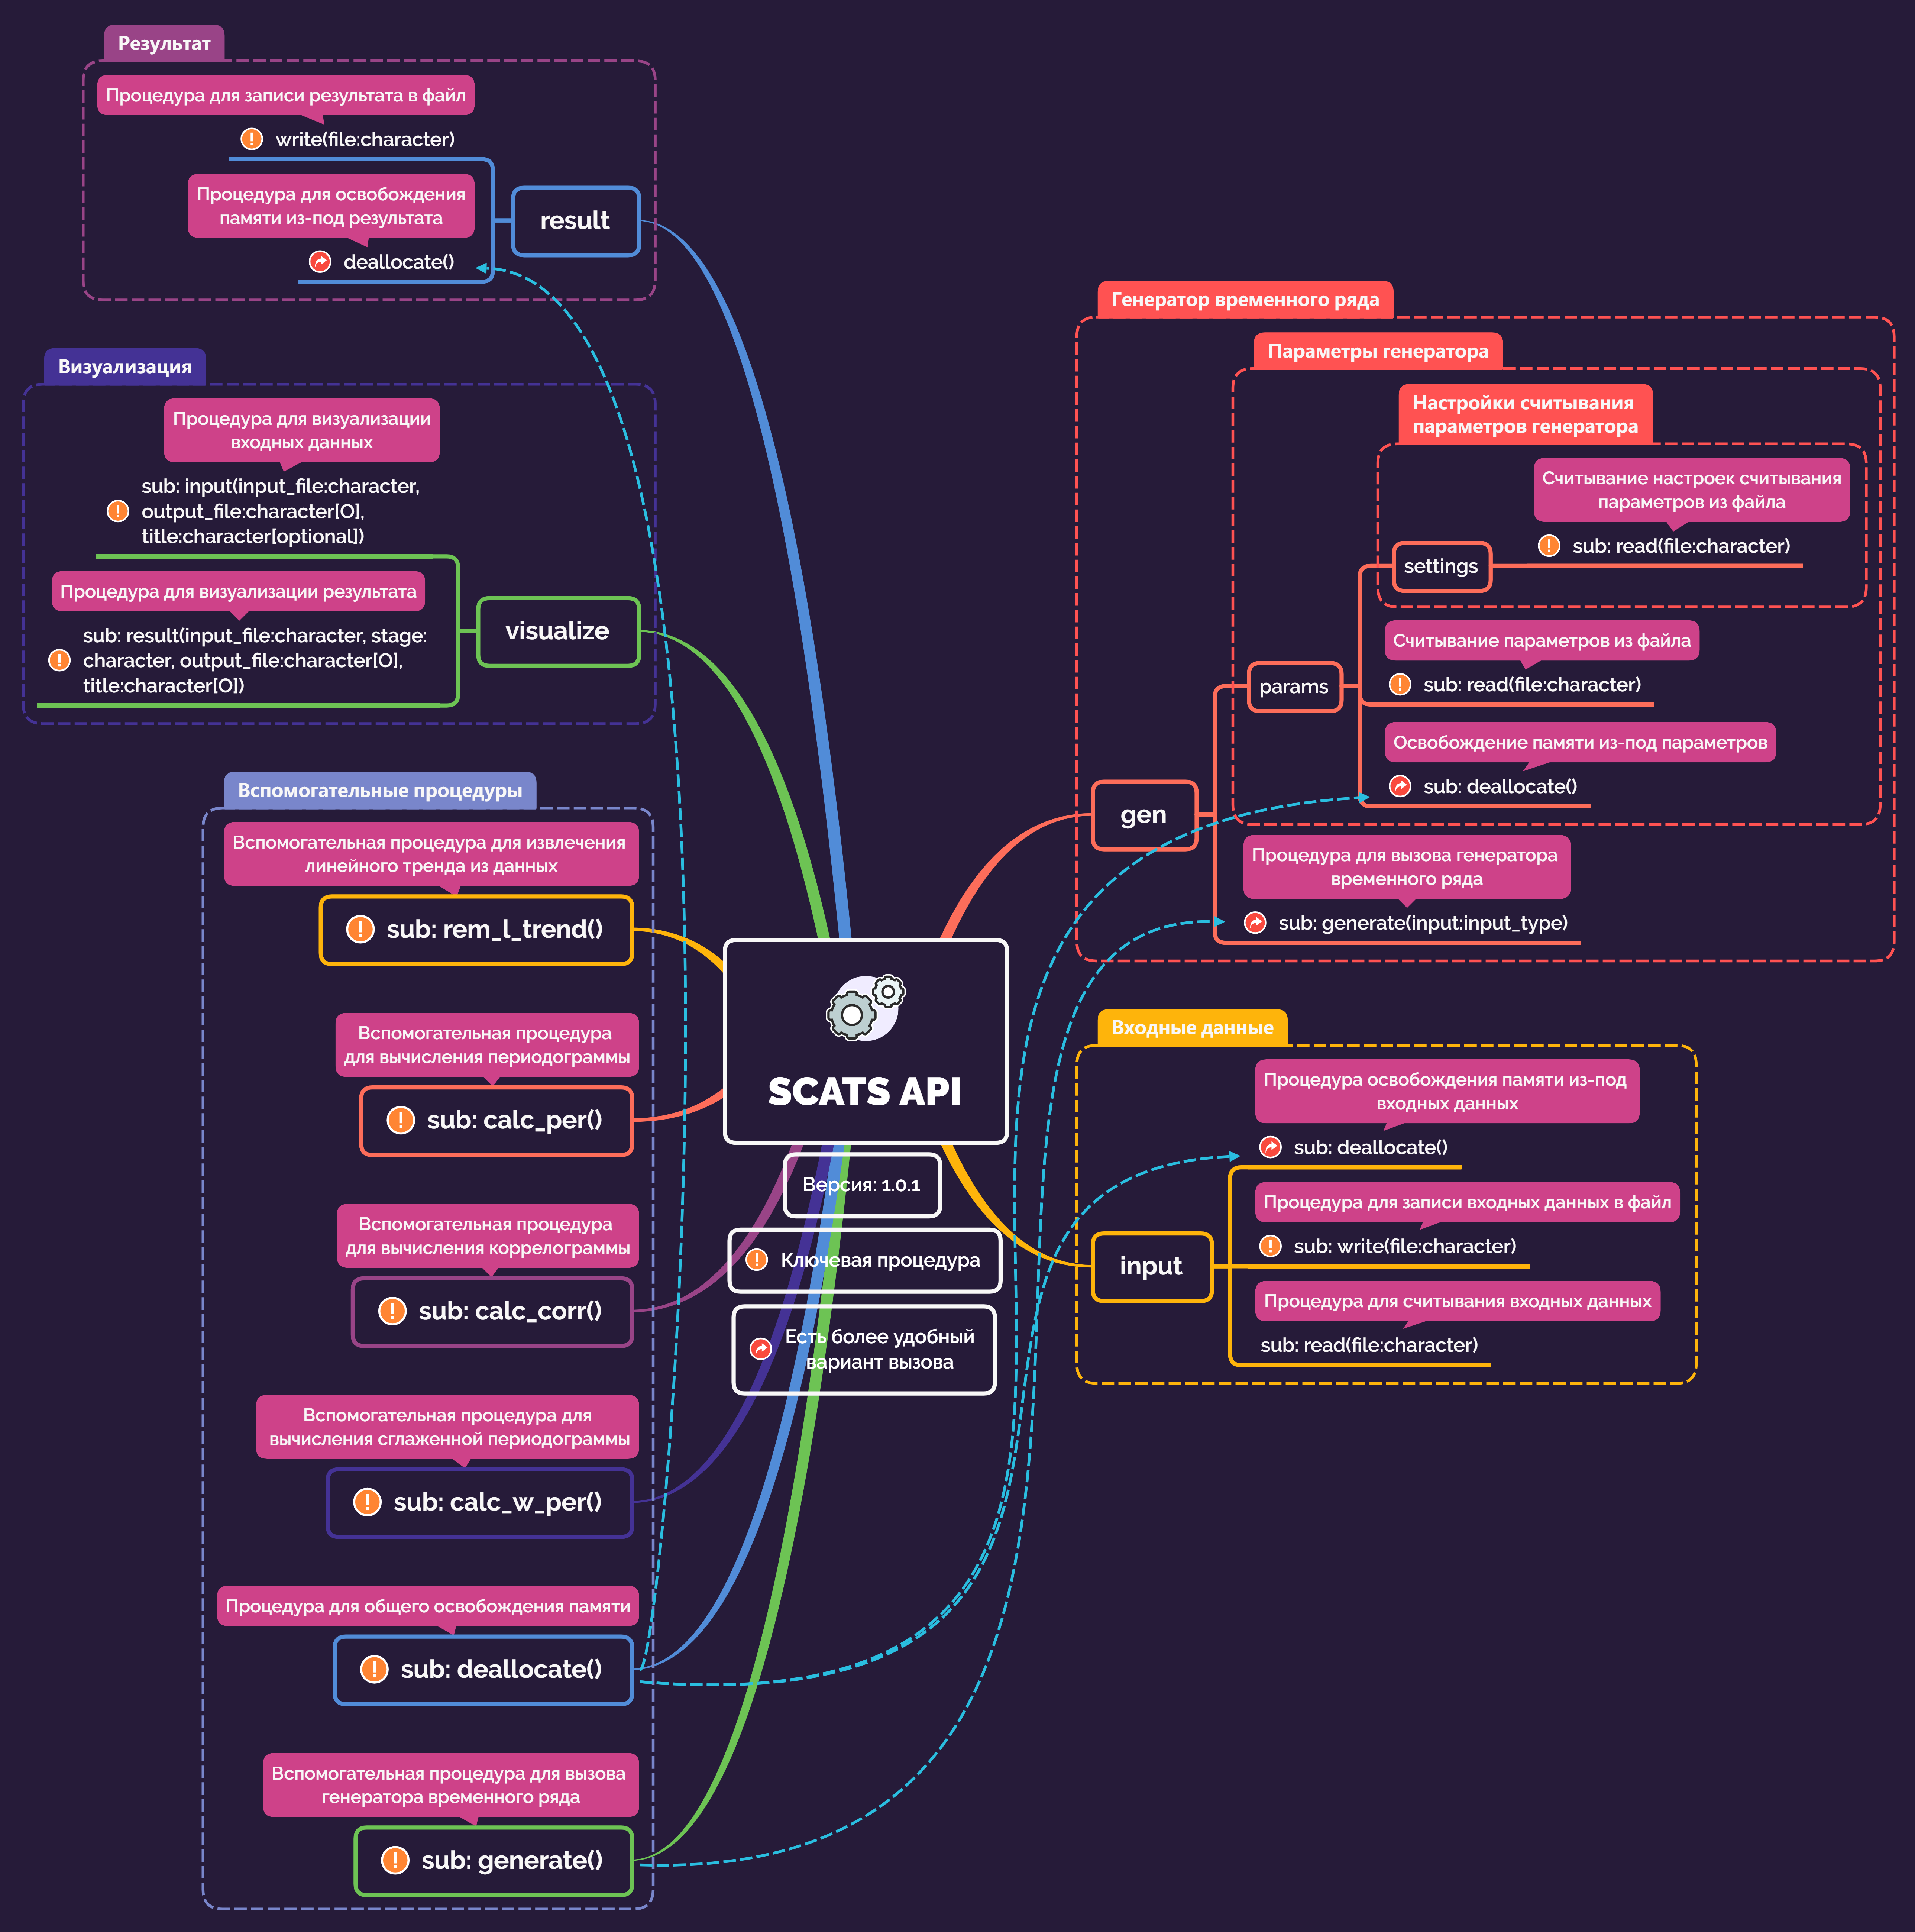 Результат
Процедура для записи результата в файл
write(file:character)
Процедура для освобождения
памяти из-под результата
deallocate()
result
Визуализация
Процедура для визуализации
входных данных
sub: input(input_file:character,
output_file:character[O],
title:character[optional])
Процедура для визуализации результата
sub: result(input_file:character, stage:
character, output_file:character[O],
title:character[O])
visualize
Вспомогательные процедуры
Вспомогательная процедура для извлечения
линейного тренда из данных
sub: rem_l_trend()
Вспомогательная процедура
для вычисления периодограммы
sub: calc_per()
Вспомогательная процедура
для вычисления коррелограммы
sub: calc_corr()
Вспомогательная процедура для
вычисления сглаженной периодограммы
sub: calc_w_per()
Процедура для общего освобождения памяти
sub: deallocate()
Вспомогательная процедура для вызова
генератора временного ряда
sub: generate()
SCATS API
Версия: 1.0.1
Ключевая процедура
Есть более удобный
вариант вызова
Генератор временного ряда
Параметры генератора
Настройки считывания
параметров генератора
Считывание настроек считывания
параметров из файла
settings
sub: read(file:character)
Считывание параметров из файла
params
sub: read(file:character)
Освобождение памяти из-под параметров
sub: deallocate()
gen
Процедура для вызова генератора
временного ряда
sub: generate(input:input_type)
Входные данные
Процедура освобождения памяти из-под
входных данных
sub: deallocate()
Процедура для записи входных данных в файл
sub: write(file:character)
input
Процедура для считывания входных данных
sub: read(file:character)